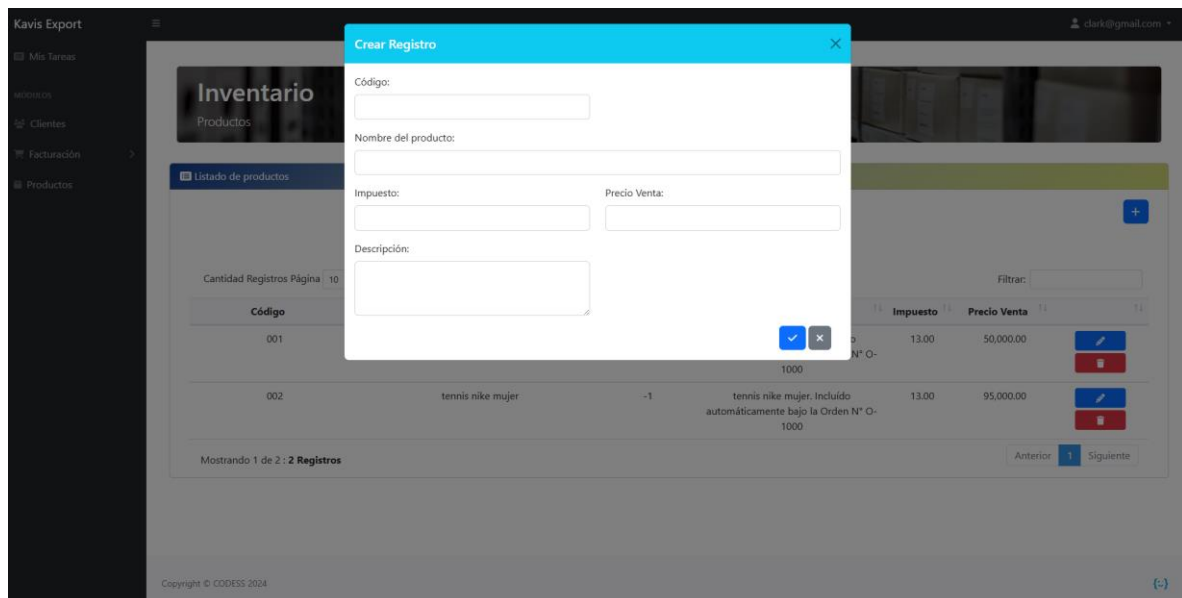 Kavis Export
clark@gmail.com
Mis Tareas
MÓDULOS
Clientes
Facturación
Productos
Inventario
Productos
Listado de productos
Crear Registro
Código:
Nombre del producto:
Impuesto:
Precio Venta:
Descripción:
Cantidad Registros Página 10
Filtrar:
Código
Impuesto
Precio Venta
001
N° O-
1000
13.00
50,000.00
002
tennis nike mujer
-1
tennis nike mujer. Incluído
automáticamente bajo la Orden N° O-
1000
13.00
95,000.00
Mostrando 1 de 2 : 2 Registros
Anterior 1 Siguiente
Copyright © CODESS 2024
{::}